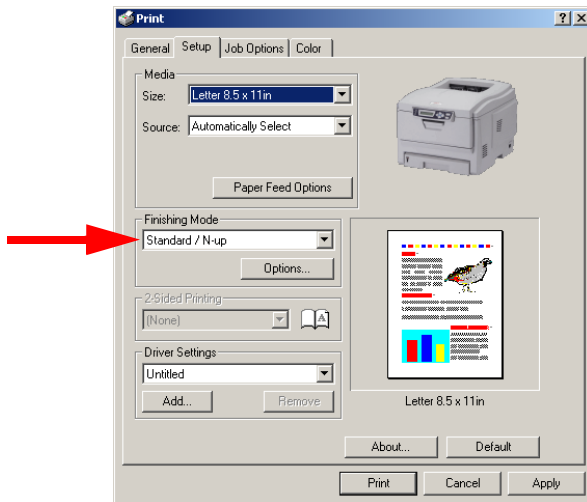 Print
General Setup Job Options Color
Media
Size: Letter 8.5 x 11in
Source: Automatically Select
Paper Feed Options
Finishing Mode
Standard / N-up
Options...
2-Sided Printing
(None)
A
Driver Settings
Untitled
Add... Remove
Letter 8.5 x 11in
About... Default
Print Cancel Apply